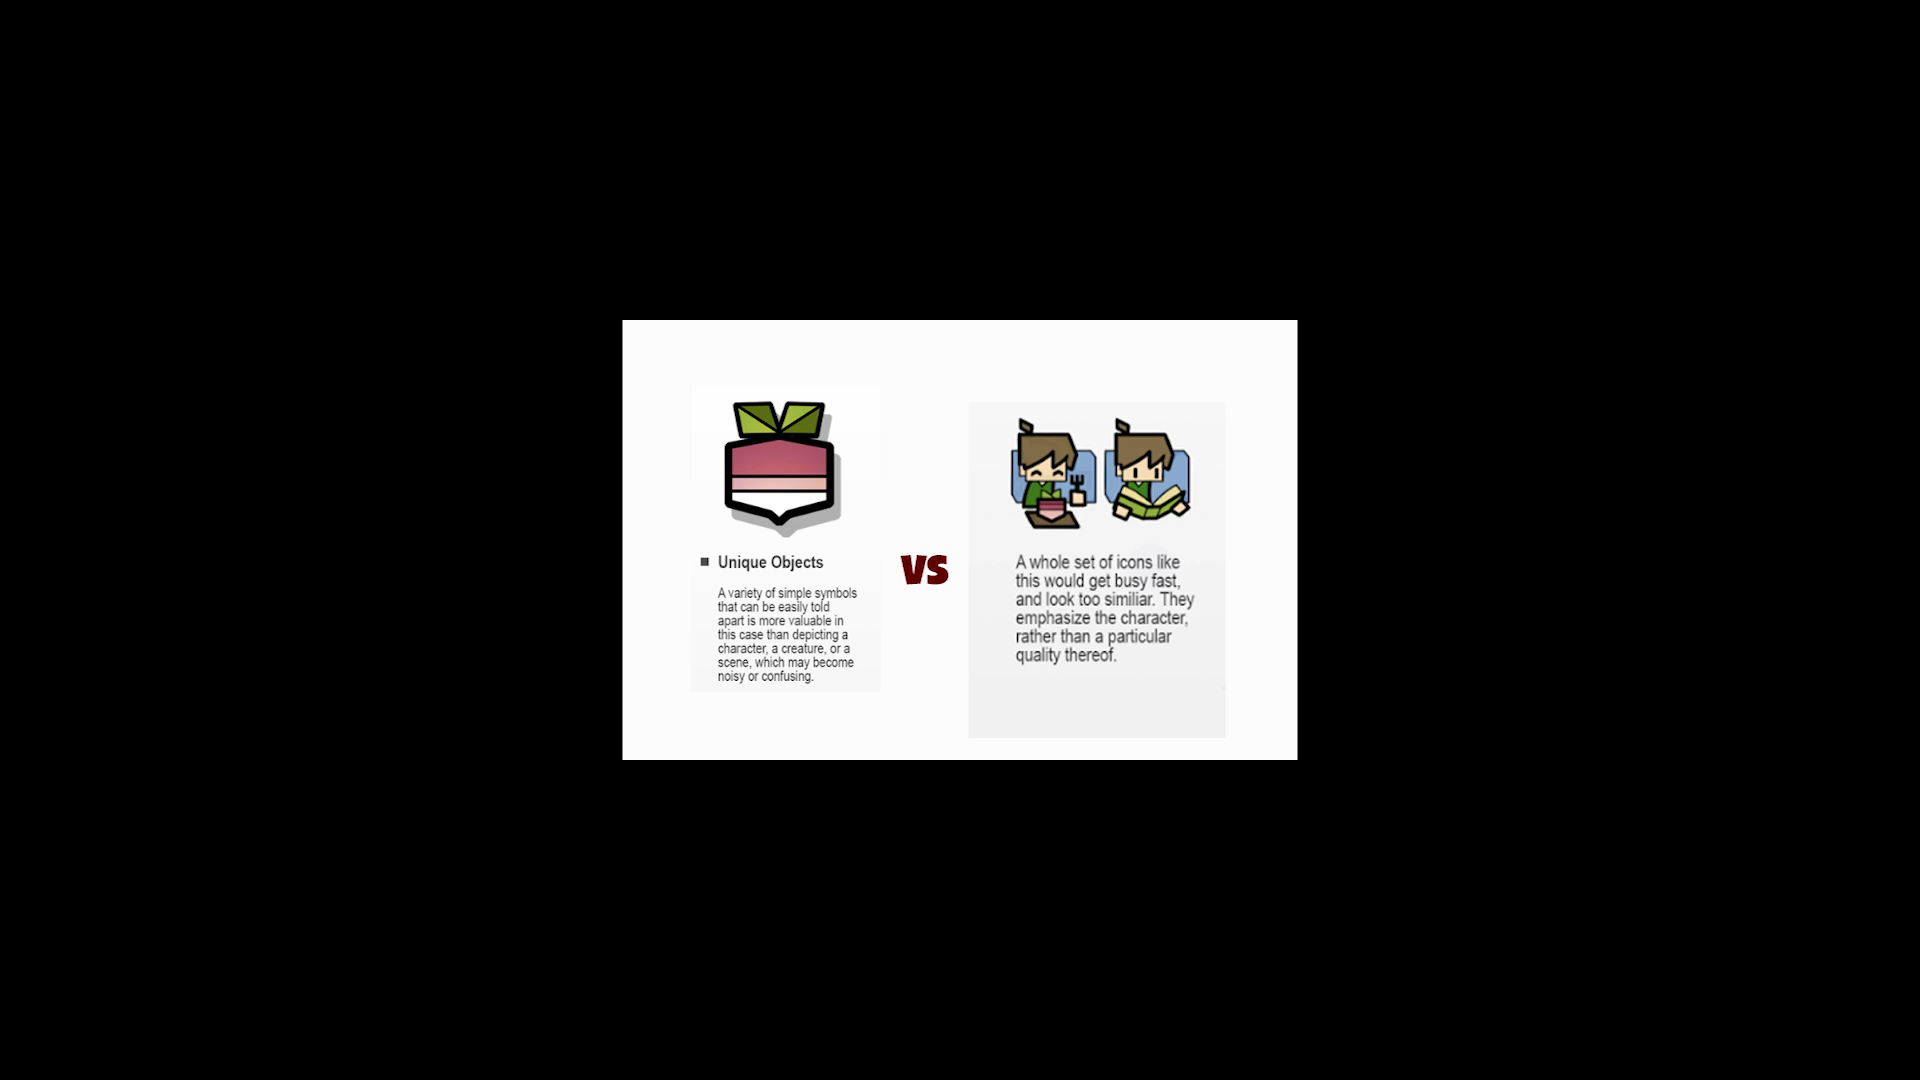 Unique Objects
A variety of simple symbols
that can be easily told
apart is more valuable in
this case than depicting a
character, a creature, or a
scene, which may become
noisy or confusing.
VS
A whole set of icons like
this would get busy fast,
and look too similiar. They
emphasize the character,
rather than a particular
quality thereof.